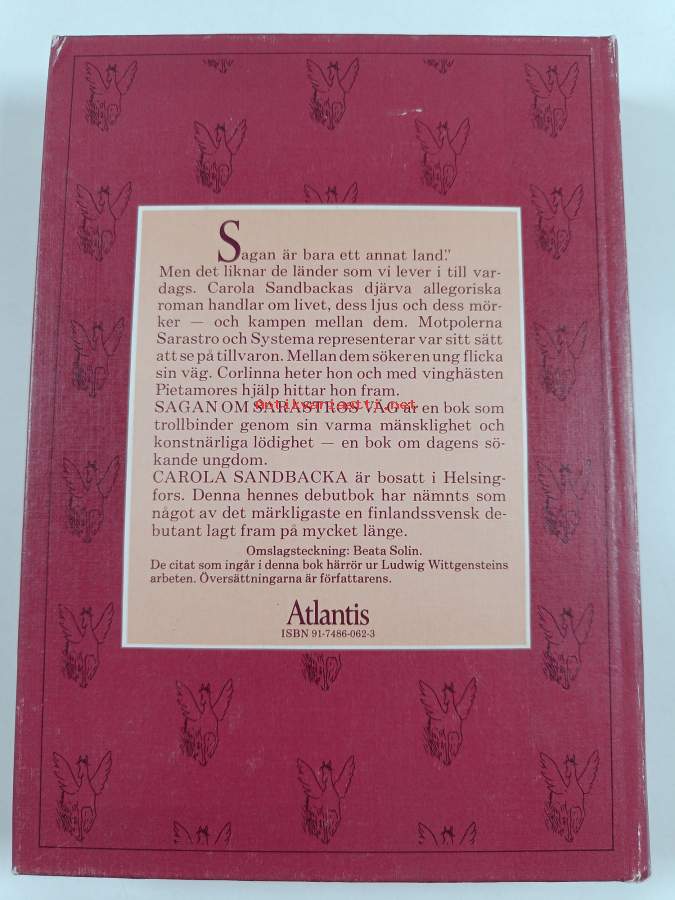 Sagan är bara ett annat land."
Men det liknar de länder som vi lever i till var-
dags. Carola Sandbackas djärva allegoriska
roman handlar om livet, dess ljus och dess mör-
ker — och kampen mellan dem. Motpolerna
Sarastro och Systema representerar var sitt sätt
att se på tillvaron. Mellan dem söker en ung flicka
sin väg. Corlinna heter hon och med vinghästen
Pietamores hjälp hittar hon fram.
SAGAN OM SARASTROS VÄG är en bok som
antikvariaatti.net
trollbinder genom sin varma mänsklighet och
konstnärliga lödighet — en bok om dagens sö-
kande ungdom.
CAROLA SANDBACKA är bosatt i Helsing-
fors. Denna hennes debutbok har nämnts som
något av det märkligaste en finlandssvensk de-
butant lagt fram på mycket länge.
Omslagsteckning: Beata Solin.
De citat som ingår i denna bok härrör ur Ludwig Wittgensteins
arbeten. Översättningarna är författarens.
Atlantis
ISBN 91-7486-062-3